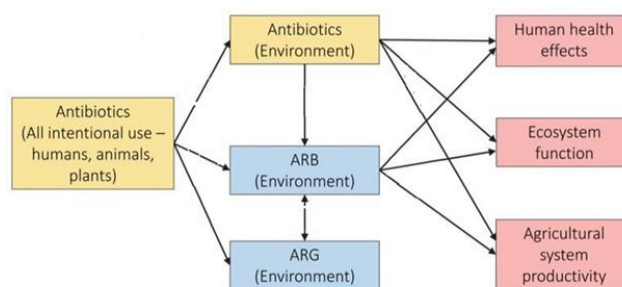 Antibiotics
(All intentional use –
humans, animals,
plants)
Antibiotics
(Environment)
ARB
(Environment)
ARG
(Environment)
Human health
effects
Ecosystem
function
Agricultural
system
productivity